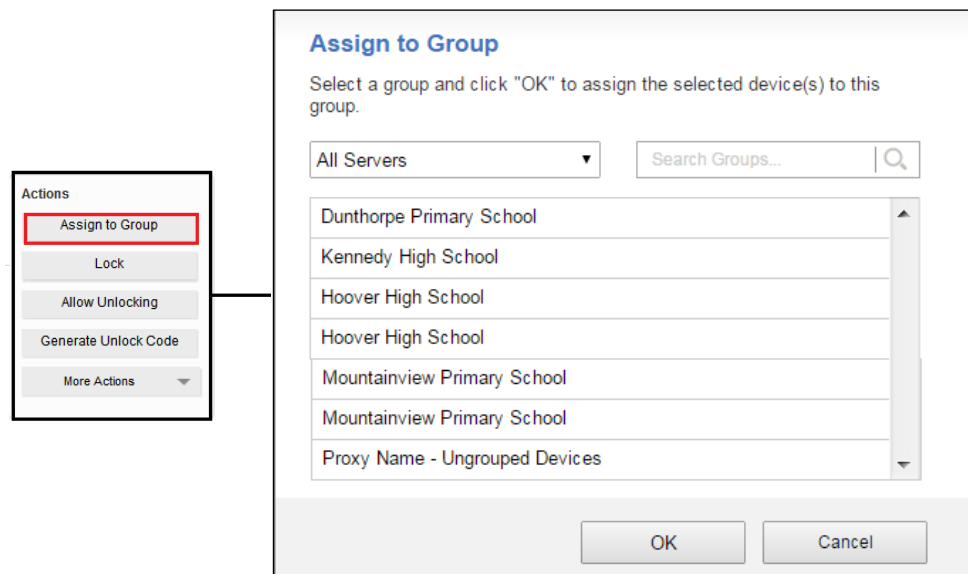 Actions
Assign to Group
Lock
Allow Unlocking
Generate Unlock Code
More Actions
Assign to Group
Select a group and click "OK" to assign the selected device(s) to this
group.
All Servers
Search Groups...
Dunthorpe Primary School
Kennedy High School
Hoover High School
Hoover High School
Mountainview Primary School
Mountainview Primary School
Proxy Name - Ungrouped Devices
OK
Cancel